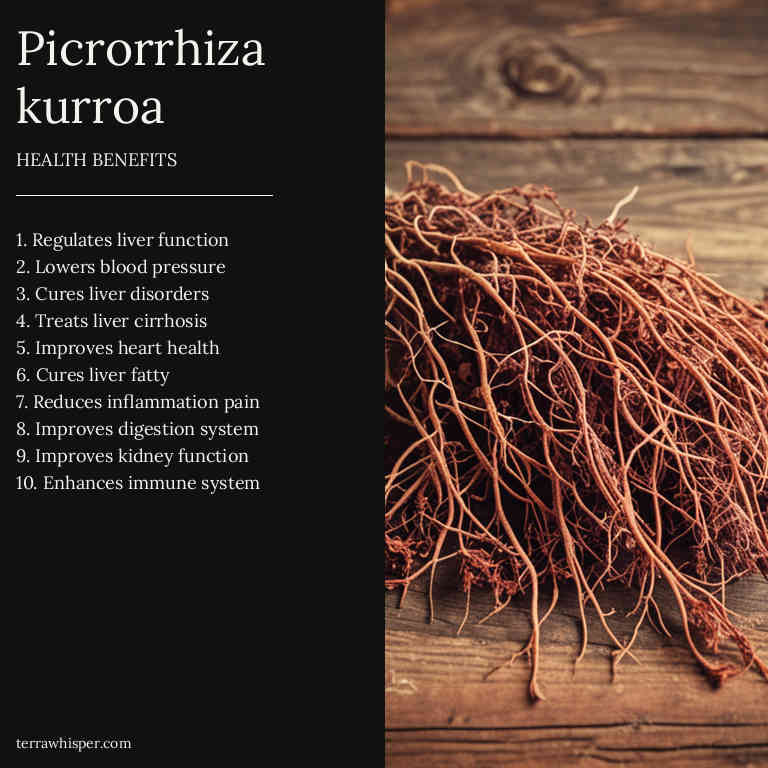 Picrorrhiza
kurroa
HEALTH BENEFITS
1. Regulates liver function
2. Lowers blood pressure
3. Cures liver disorders
4. Treats liver cirrhosis
5. Improves heart health
6. Cures liver fatty
7. Reduces inflammation pain
8. Improves digestion system
9. Improves kidney function
10. Enhances immune system
terrawhisper.com